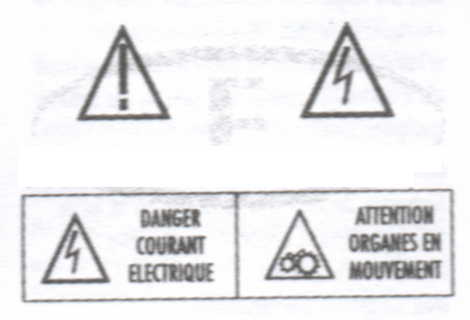 DANGER
COURANT
ELECTRIQUE
ATTENTION
ORGANES EN
MOUVEMENT